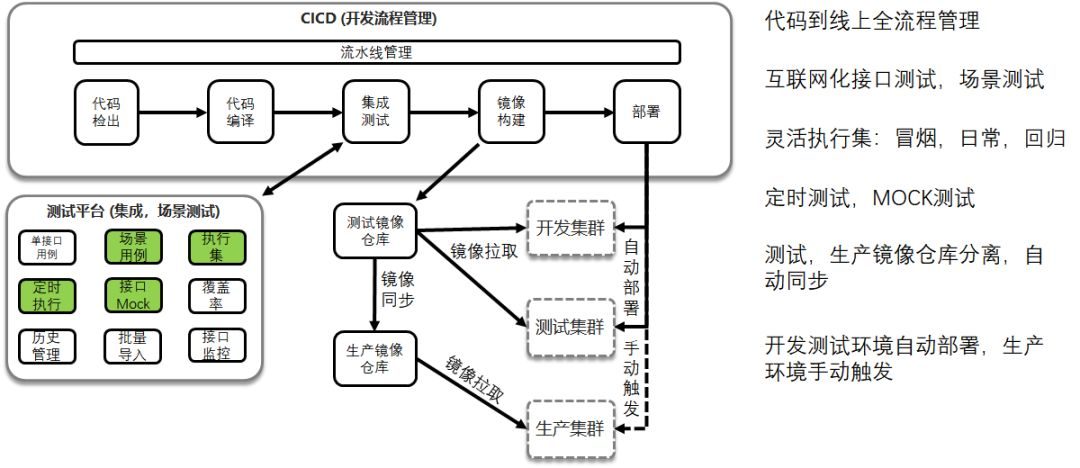 CICD (开发流程管理)
流水线管理
代码
检出
代码
编译
集成
测试
镜像
构建
部署
测试平台 (集成，场景测试)
单接口
用例
场景
用例
执行
集
定时
执行
接口
Mock
覆盖
率
历史
管理
批量
导入
接口
监控
测试镜像
仓库
镜像
同步
生产镜像
仓库
镜像拉取
镜像拉取
开发集群
测试集群
生产集群
自动部署
手动触发
代码到线上全流程管理
互联网化接口测试，场景测试
灵活执行集：冒烟，日常，回归
定时测试，MOCK测试
测试，生产镜像仓库分离，自
动同步
开发测试环境自动部署，生产
环境手动触发